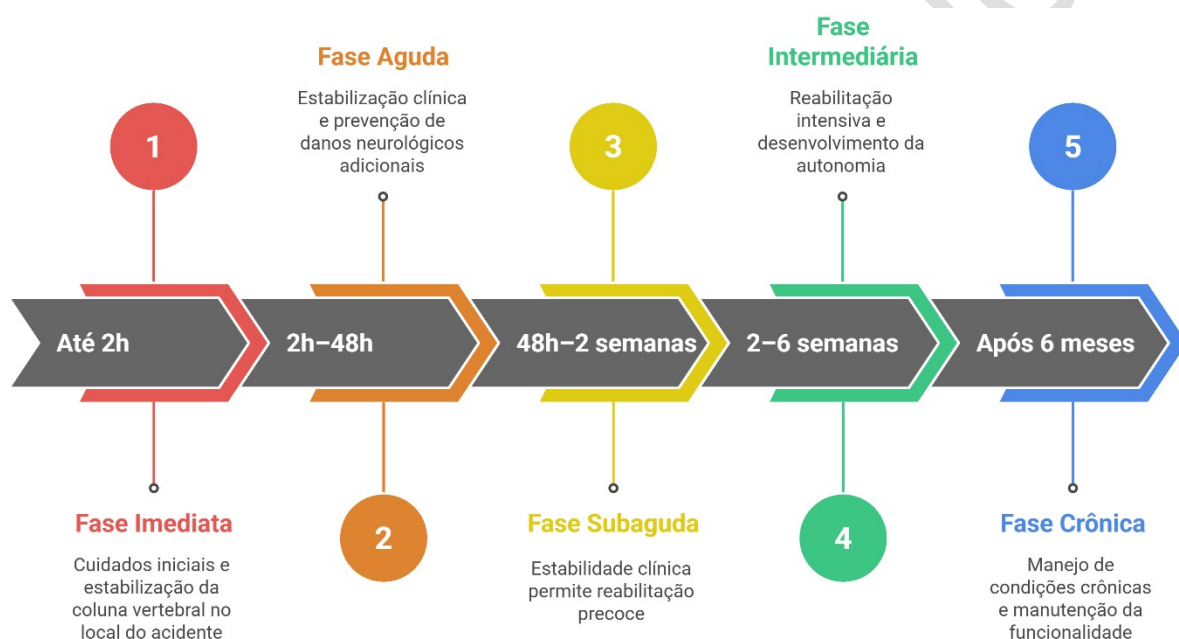 1
Até 2h
Fase Imediata
Cuidados iniciais e
estabilização da
coluna vertebral no
local do acidente
Fase Aguda
Estabilização clínica
e prevenção de
danos neurológicos
adicionais
2h–48h
2
3
48h–2 semanas
Fase Subaguda
Estabilidade clínica
permite reabilitação
precoce
Fase
Intermediária
Reabilitação
intensiva e
desenvolvimento da
autonomia
2–6 semanas
4
5
Após 6 meses
Fase Crônica
Manejo de
condições crônicas
e manutenção da
funcionalidade